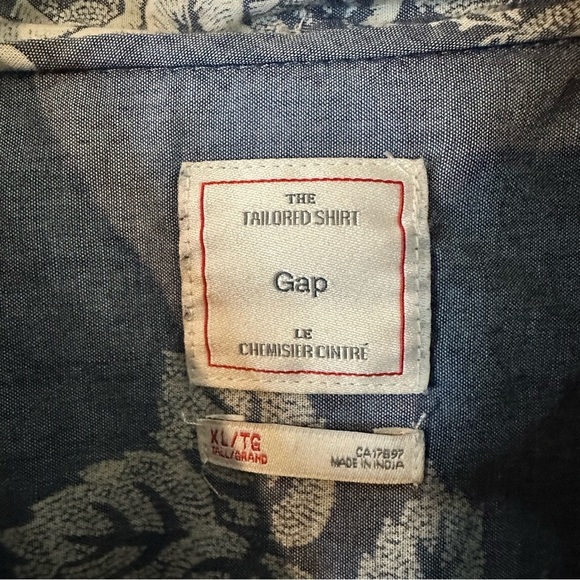 THE
TAILORED SHIRT
Gap
LE
CHEMISIER CINTRÉ
XL/TG
TALL/GRAND
CA17897
MADE IN INDIA